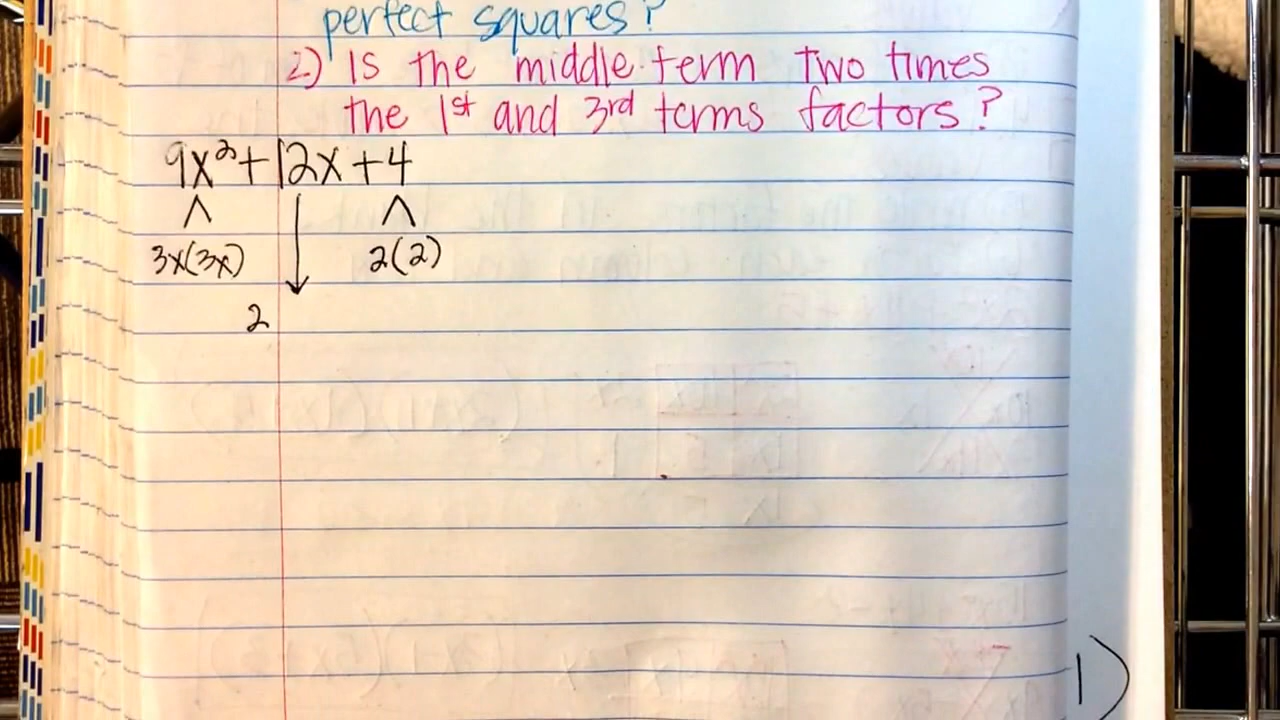 perfect squares?
2) Is the middle term two times
the 1st and 3rd terms factors?
9x²+12x+4
3x(3x) 2(2)
2